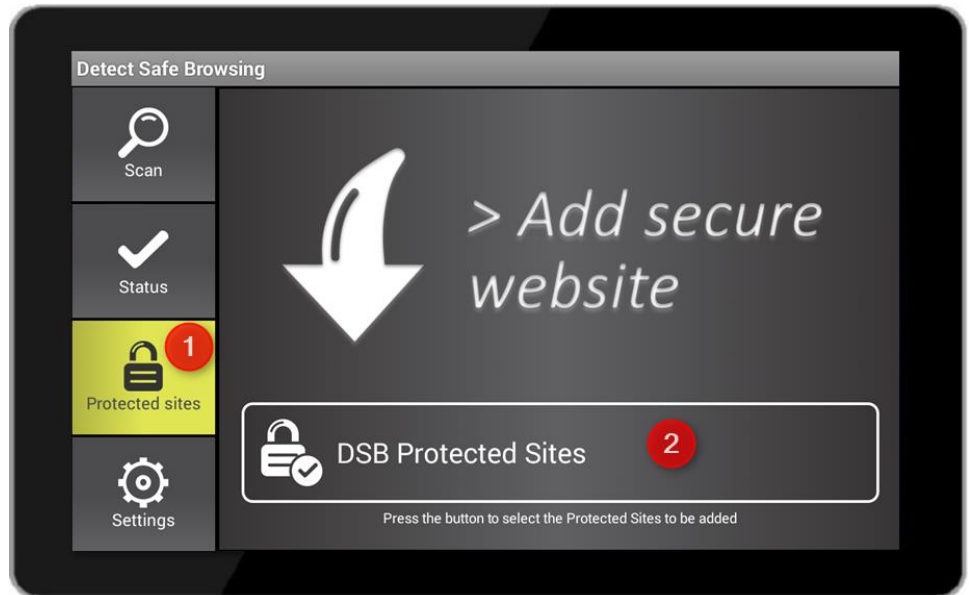 Detect Safe Browsing
Scan
Status
1
Protected sites
Settings
> Add secure
website
DSB Protected Sites
2
Press the button to select the Protected Sites to be added